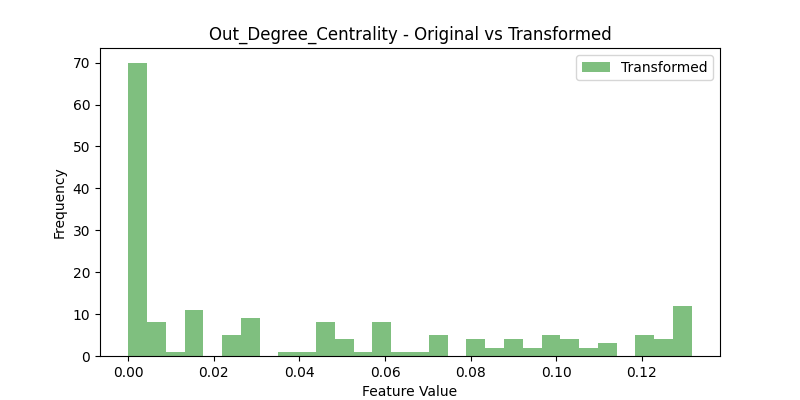 Out_Degree_Centrality - Original vs Transformed
Transformed
70
60
50
40
30
20
10
0
Frequency
0.00 0.02 0.04 0.06 0.08 0.10 0.12
Feature Value